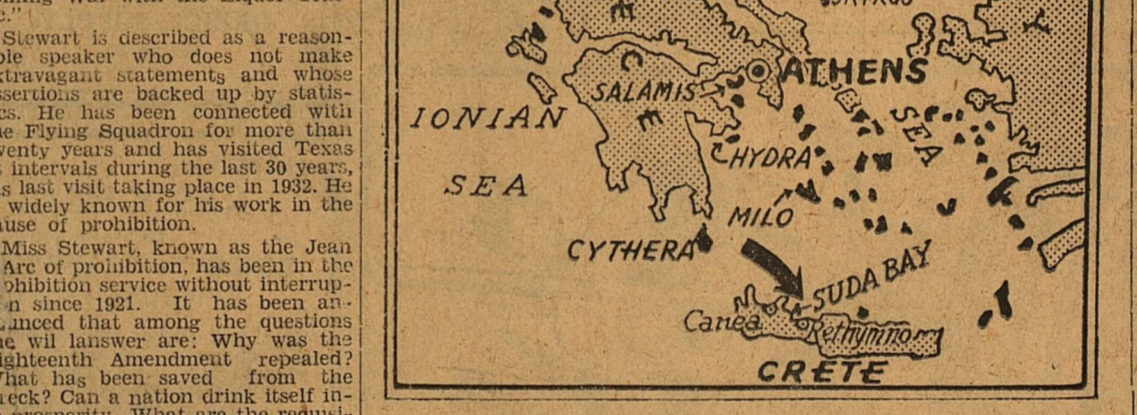 c."
Stewart is described as a reason-
ble speaker who does not make
xtravagant statements and whose
ssertions are backed up by statis-
cs. He has been connected with
e Flying Squadron for more than
wenty years and has visited Texas
intervals during the last 30 years,
s last visit taking place in 1932. He
widely known for his work in the
ause of prohibition.
Miss Stewart, known as the Jean
Arc of prohibition, has been in the
ohibition service without interrup-
n since 1921. It has been an-
unced that among the questions
e wil lanswer are: Why was the
ighteenth Amendment repealed?
What has been saved from the
reck? Can a nation drink itself in-
ATHENS
SALAMIS
IONIAN
SEA
SEA
HYDRA
MILO
CYTHERA
SUDA BAY
Canea
Rethymno
CRETE